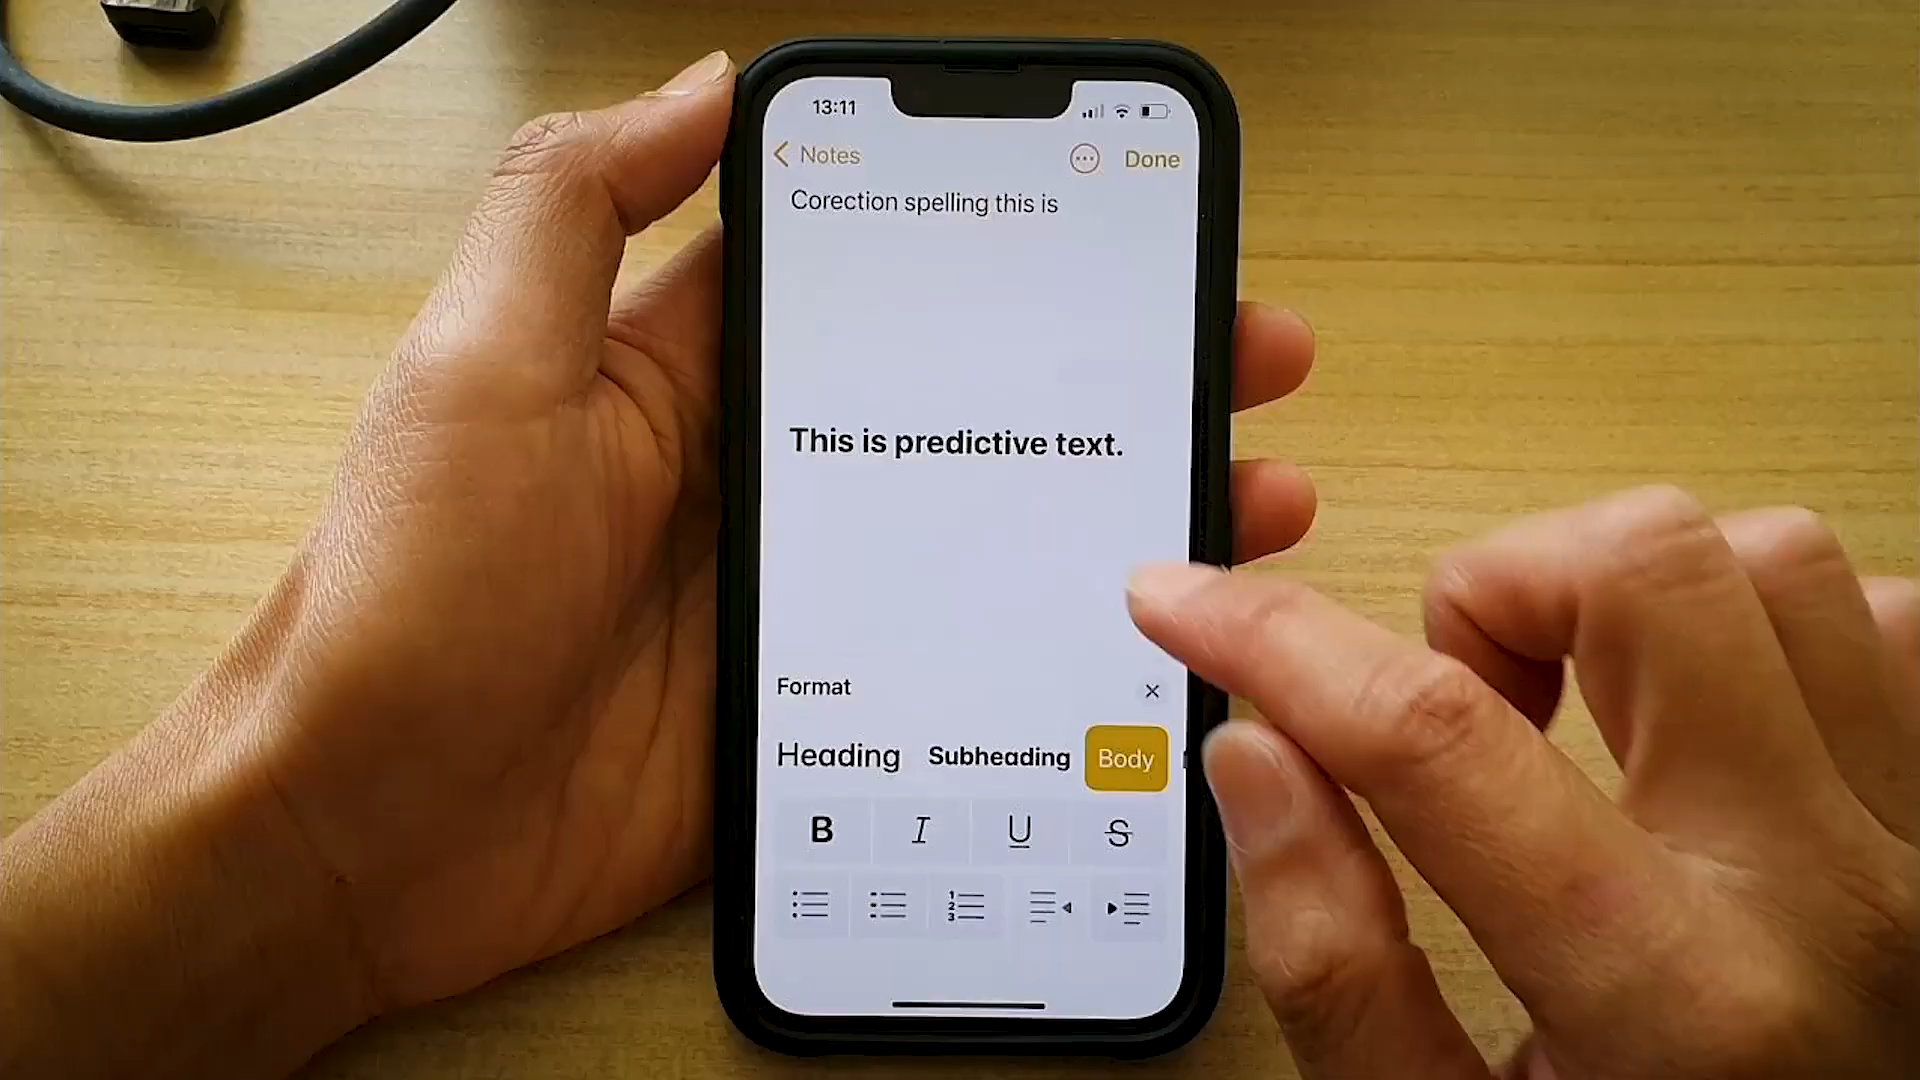 13:11
Notes
Done
Corection spelling this is
This is predictive text.
Format
Heading
Subheading
Body
B
I
U
S